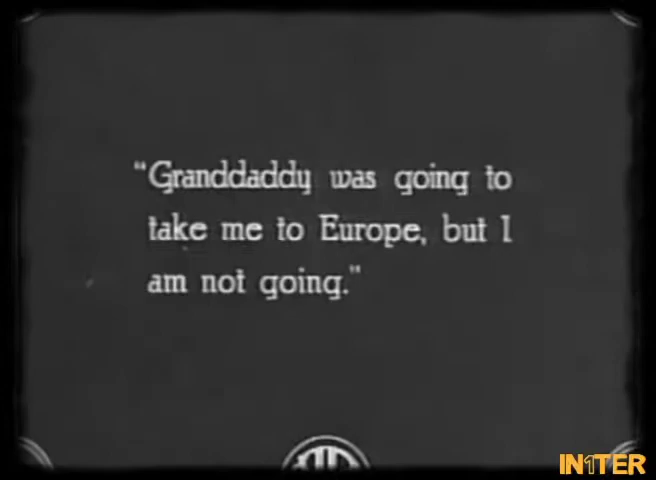 "Granddaddy was going to
take me to Europe, but I
am not going."
IN1TER